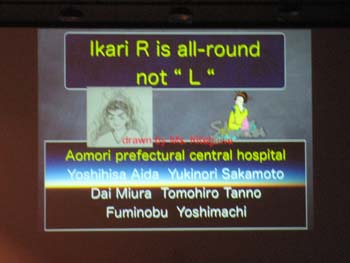 Ikari R is all-round
not “ L “
drawn by Ms.
Aomori prefectural central hospital
Yoshihisa Aida Yukinori Sakamoto
Dai Miura Tomohiro Tanno
Fuminobu Yoshimachi